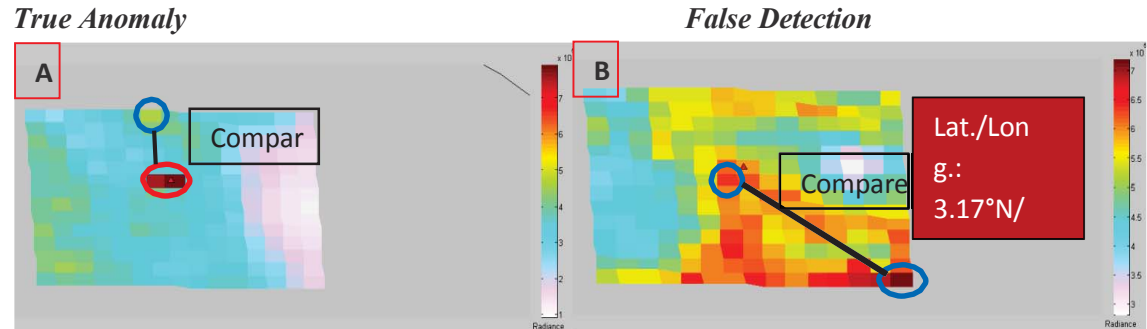 True Anomaly
False Detection
A
x 10
7
6
5
4
3
2
1
Radiance
Compar
B
x 10
7
6.5
6
5.5
5
4.5
4
3.5
3
Radiance
Compare
Lat./Lon
g.:
3.17°N/